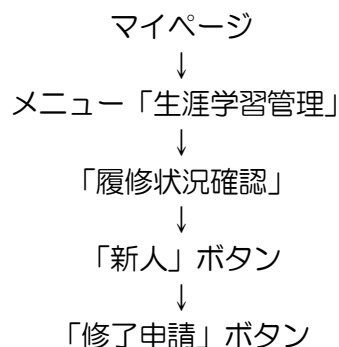 マイページ
↓
メニュー「生涯学習管理」
↓
「履修状況確認」
↓
「新人」ボタン
↓
「修了申請」ボタン